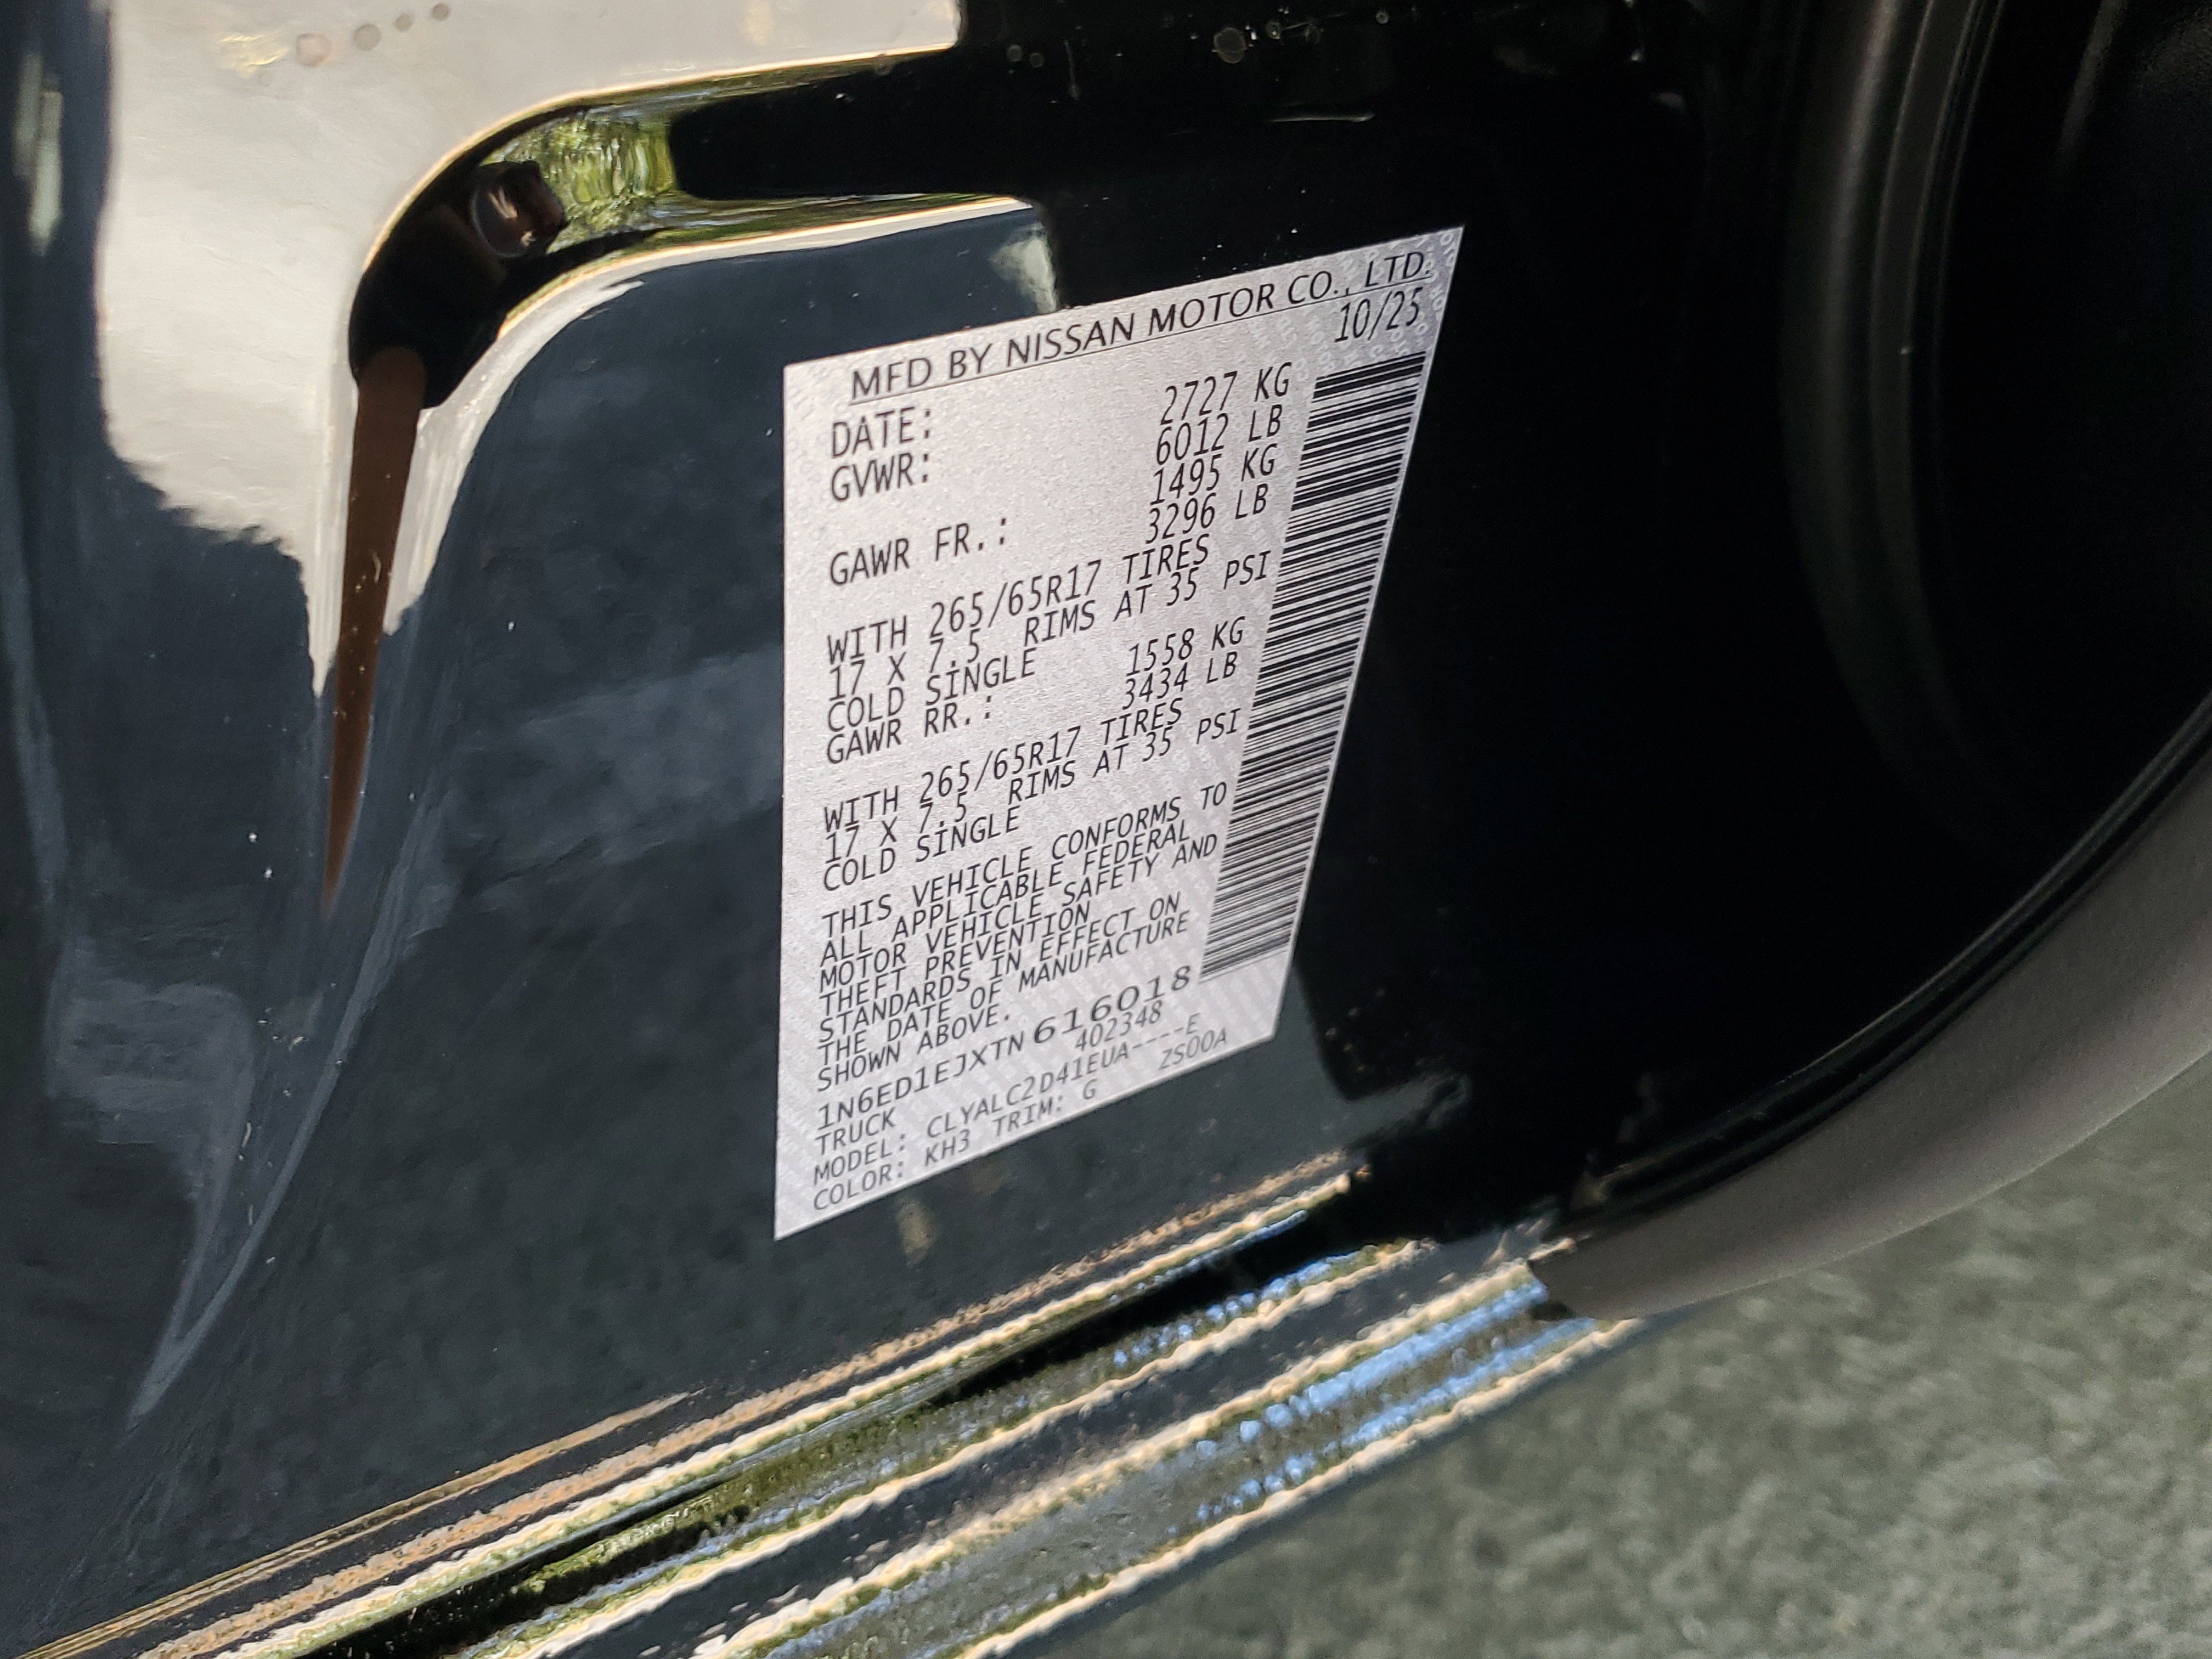 MFD BY NISSAN MOTOR CO., LTD.
DATE: 10/25
GVWR: 2727 KG
6012 LB
GAWR FR.: 1495 KG
3296 LB
WITH 265/65R17 TIRES
17 X 7.5 RIMS AT 35 PSI
COLD SINGLE
GAWR RR.: 1558 KG
3434 LB
WITH 265/65R17 TIRES
17 X 7.5 RIMS AT 35 PSI
COLD SINGLE
THIS VEHICLE CONFORMS TO
ALL APPLICABLE FEDERAL
MOTOR VEHICLE SAFETY AND
THEFT PREVENTION
STANDARDS IN EFFECT ON
THE DATE OF MANUFACTURE
SHOWN ABOVE.
1N6ED1EJXTN616018
TRUCK 402348
MODEL: CLYALC2D41EUA----E
COLOR: KH3 TRIM: G ZS00A